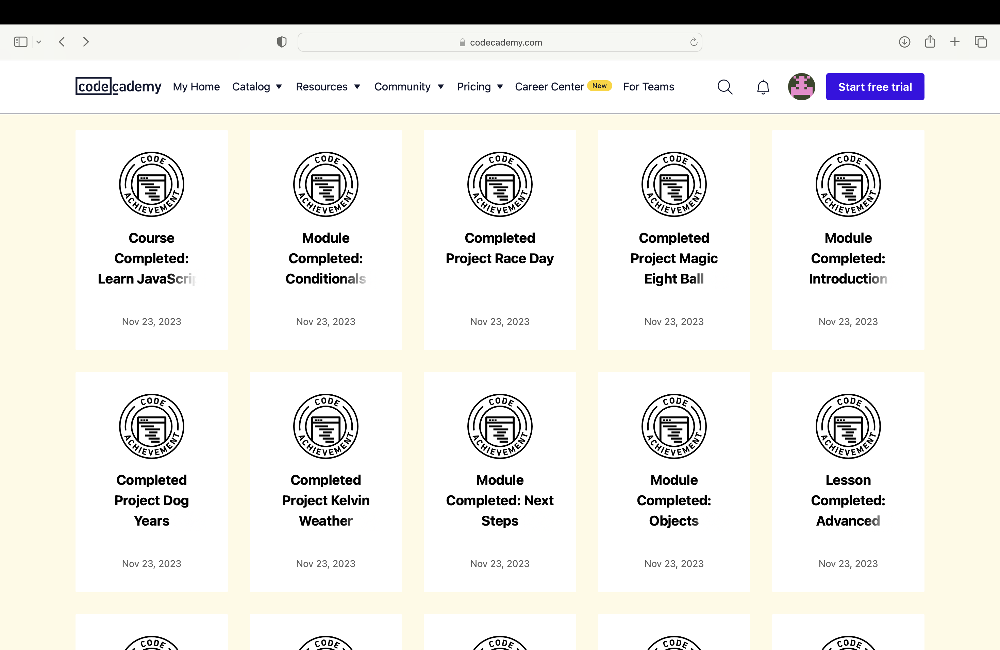 codecademy.com
codecademy My Home Catalog Resources Community Pricing Career Center New For Teams Start free trial
CODE ACHIEVEMENT
Course
Completed:
Learn
Nov 23, 2023
CODE ACHIEVEMENT
Module
Completed:
Conditionals
Nov 23, 2023
CODE ACHIEVEMENT
Completed
Project Race Day
Nov 23, 2023
CODE ACHIEVEMENT
Completed
Project Magic
Eight Ball
Nov 23, 2023
CODE ACHIEVEMENT
Module
Completed:
Introduction
Nov 23, 2023
CODE ACHIEVEMENT
Completed
Project Dog
Years
Nov 23, 2023
CODE ACHIEVEMENT
Completed
Project Kelvin
Weather
Nov 23, 2023
CODE ACHIEVEMENT
Module
Completed: Next
Steps
Nov 23, 2023
CODE ACHIEVEMENT
Module
Completed:
Objects
Nov 23, 2023
CODE ACHIEVEMENT
Lesson
Completed:
Advanced
Nov 23, 2023
CODE
CODE
CODE
CODE
CODE